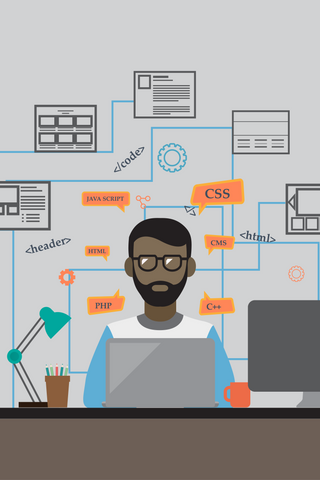 </code>
JAVA SCRIPT
CSS
</>
<header>
HTML
CMS
<html>
PHP
C++